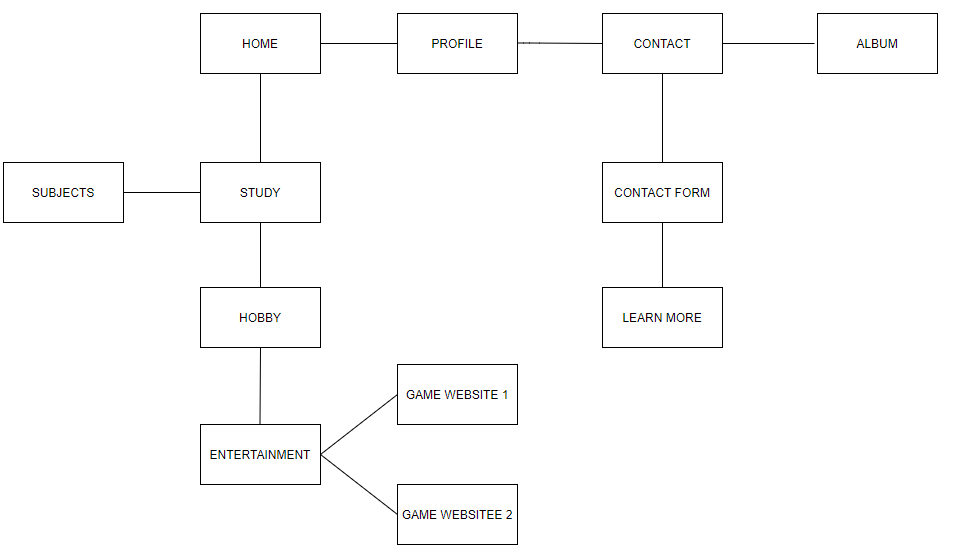 HOME
PROFILE
CONTACT
ALBUM
SUBJECTS
STUDY
CONTACT FORM
HOBBY
LEARN MORE
GAME WEBSITE 1
ENTERTAINMENT
GAME WEBSITEE 2